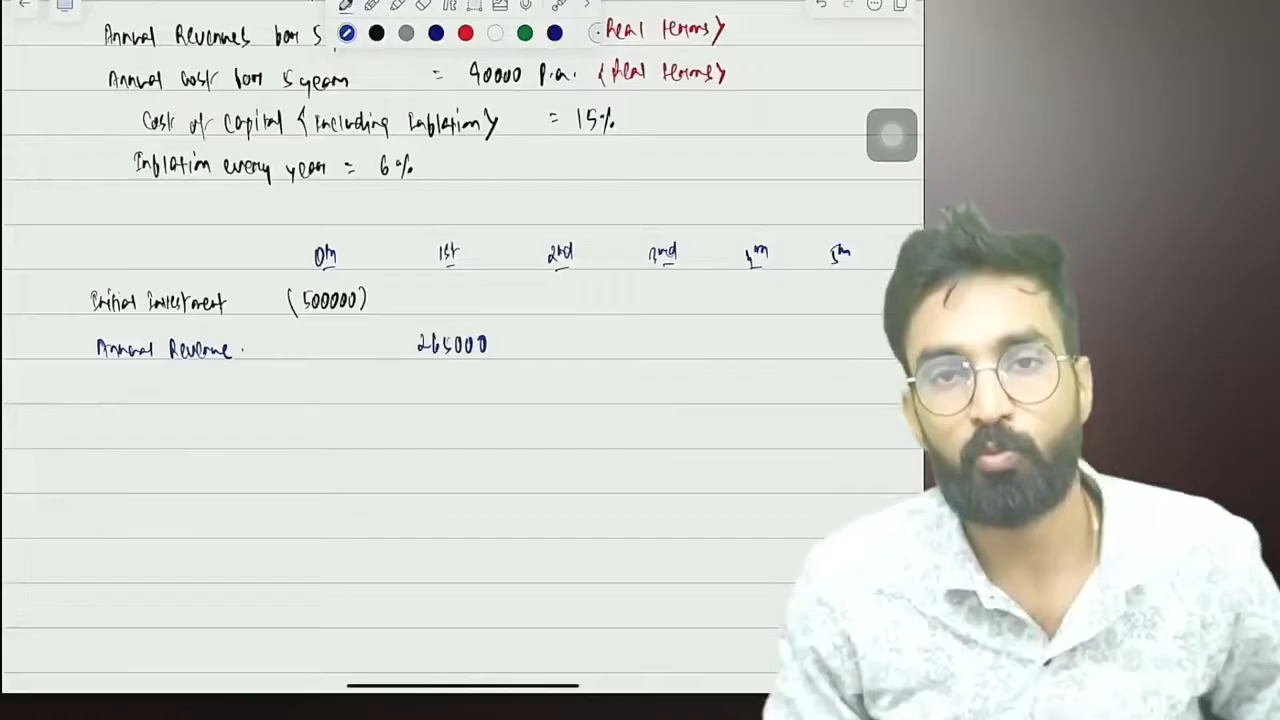 Annual Revenues for 5 Real terms}
Annual Cost for 5 years = 90000 P.a. {Real terms}
Cost of Capital {including Inflation} = 15%
Inflation every year = 6%
0th 1st 2nd 3rd 4th 5th
Initial Investment (500000)
Annual Revenue. 265000